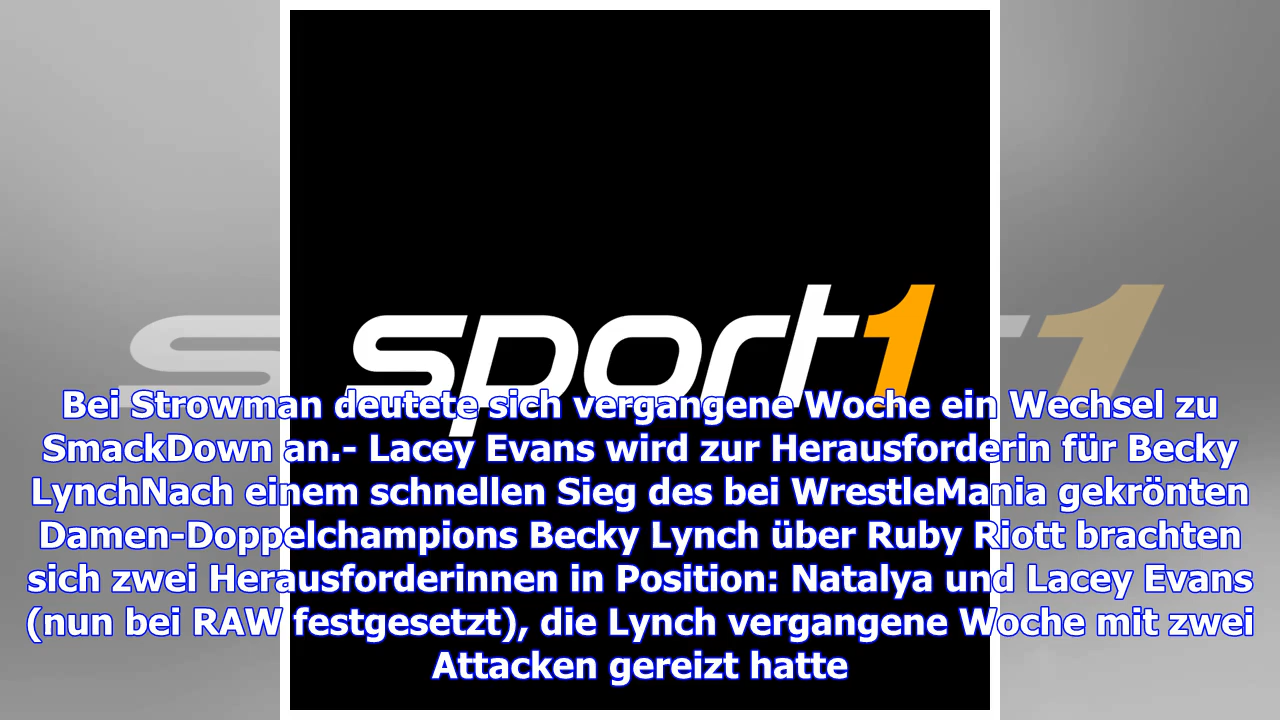 sport1
Bei Strowman deutete sich vergangene Woche ein Wechsel zu
SmackDown an.- Lacey Evans wird zur Herausforderin für Becky
LynchNach einem schnellen Sieg des bei WrestleMania gekrönten
Damen-Doppelchampions Becky Lynch über Ruby Riott brachten
sich zwei Herausforderinnen in Position: Natalya und Lacey Evans
(nun bei RAW festgesetzt), die Lynch vergangene Woche mit zwei
Attacken gereizt hatte